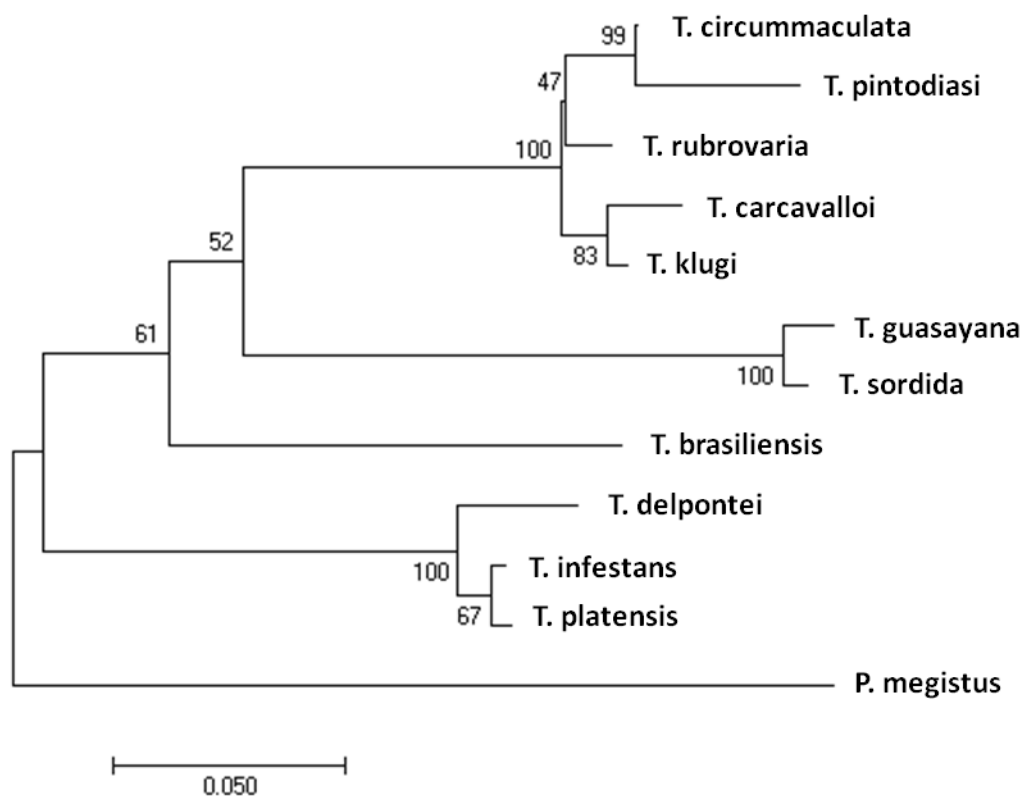 99
T. circummaculata
T. pintodiasi
47
T. rubrovaria
100
T. carcavalloi
52
83
T. klugi
61
T. guasayana
100
T. sordida
T. brasiliensis
T. delpontei
100
T. infestans
67
T. platensis
P. megistus
0.050